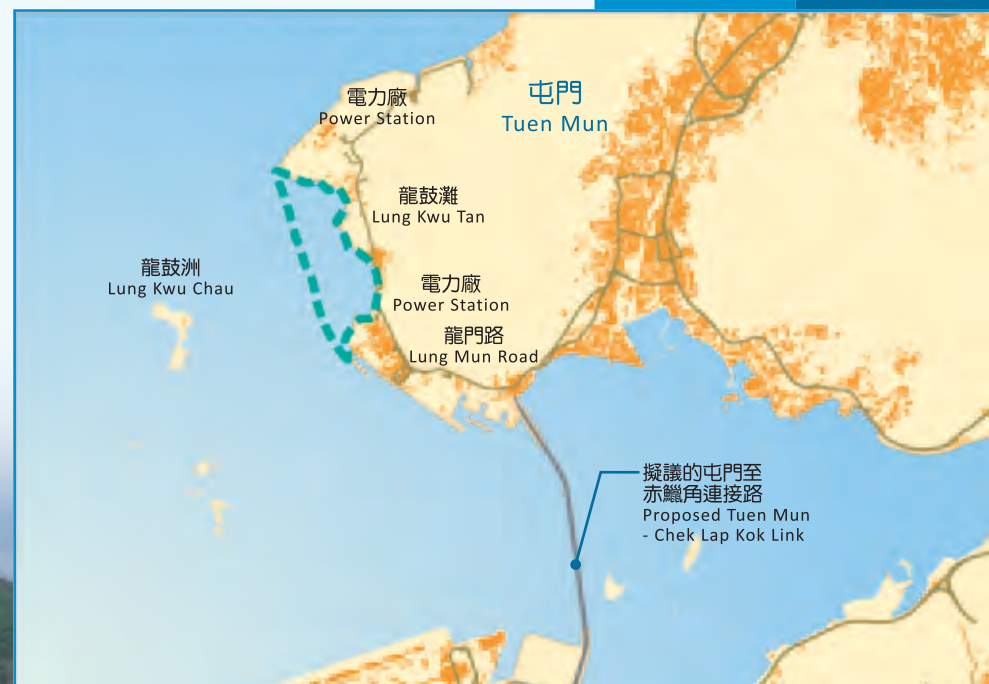 屯門
Tuen Mun
電力廠
Power Station
龍鼓灘
Lung Kwu Tan
龍鼓洲
Lung Kwu Chau
電力廠
Power Station
龍門路
Lung Mun Road
擬議的屯門至
赤鱲角連接路
Proposed Tuen Mun
- Chek Lap Kok Link